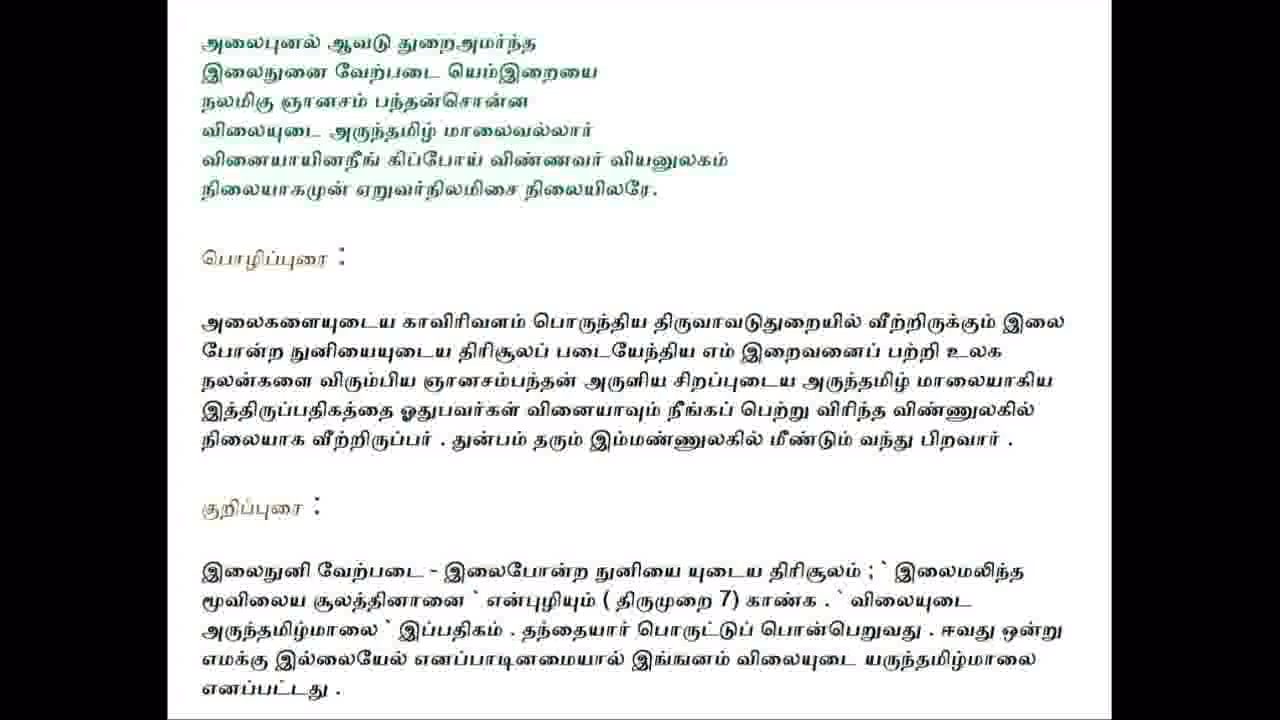 அலைபுனல் ஆவடு துறைஅமர்ந்த
இலைநுனை வேற்படை யெம்இறையை
நலமிகு ஞானசம் பந்தன்சொன்ன
விலையுடை அருந்தமிழ் மாலைவல்லார்
வினையாயினநீங் கிப்போய் விண்ணவர் வியனுலகம்
நிலையாகமுன் ஏறுவர்நிலமிசை நிலையிலரே.
பொழிப்புரை :
அலைகளையுடைய காவிரிவளம் பொருந்திய திருவாவடுதுறையில் வீற்றிருக்கும் இலை
போன்ற நுனியையுடைய திரிசூலப் படையேந்திய எம் இறைவனைப் பற்றி உலக
நலன்களை விரும்பிய ஞானசம்பந்தன் அருளிய சிறப்புடைய அருந்தமிழ் மாலையாகிய
இத்திருப்பதிகத்தை ஓதுபவர்கள் வினையாவும் நீங்கப் பெற்று விரிந்த விண்ணுலகில்
நிலையாக வீற்றிருப்பர் . துன்பம் தரும் இம்மண்ணுலகில் மீண்டும் வந்து பிறவார் .
குறிப்புரை :
இலைநுனி வேற்படை - இலைபோன்ற நுனியை யுடைய திரிசூலம் ; ` இலைமலிந்த
மூவிலைய சூலத்தினானை ` என்புழியும் ( திருமுறை 7) காண்க . ` விலையுடை
அருந்தமிழ்மாலை ` இப்பதிகம் . தந்தையார் பொருட்டுப் பொன்பெறுவது . ஈவது ஒன்று
எமக்கு இல்லையேல் எனப்பாடினமையால் இங்ஙனம் விலையுடை யருந்தமிழ்மாலை
எனப்பட்டது .